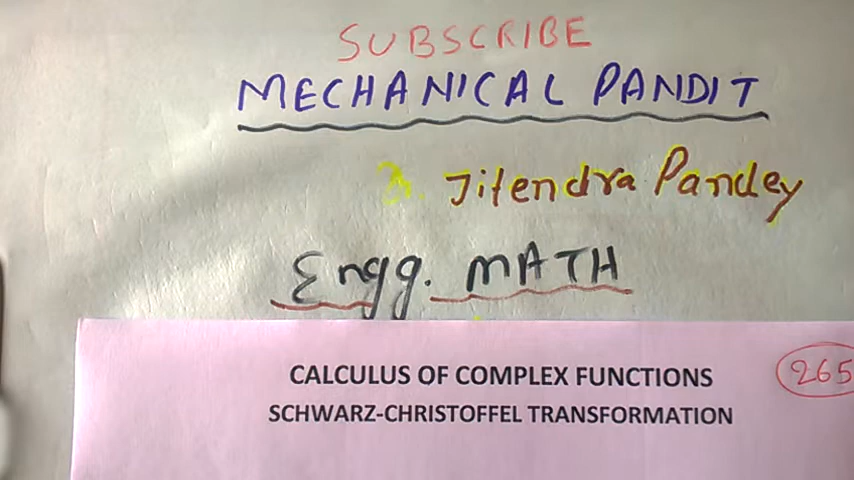 SUBSCRIBE
MECHANICAL PANDIT
Jitendra Pandey
Engg. MATH
CALCULUS OF COMPLEX FUNCTIONS
265
SCHWARZ-CHRISTOFFEL TRANSFORMATION